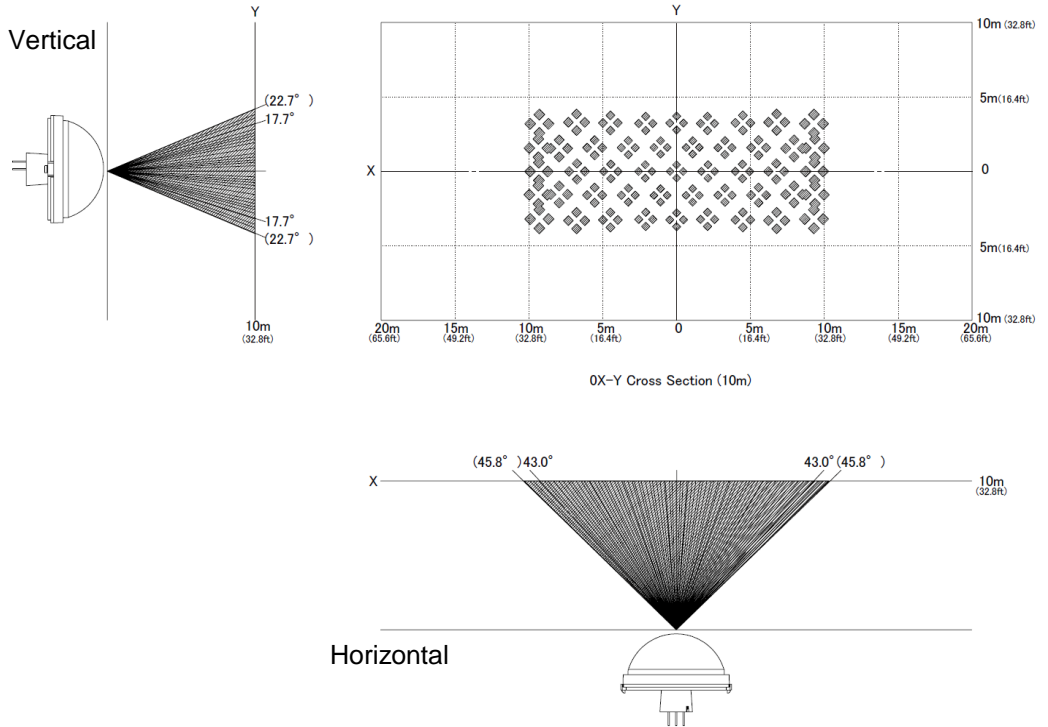 Y
Y
Vertical
10m (32.8ft)
(22.7° )
17.7°
5m(16.4ft)
X
0
17.7°
(22.7° )
5m(16.4ft)
10m
(32.8ft)
10m (32.8ft)
20m 15m 10m 5m 0 5m 10m 15m 20m
(65.6ft) (49.2ft) (32.8ft) (16.4ft) (16.4ft) (32.8ft) (49.2ft) (65.6ft)
0X-Y Cross Section (10m)
(45.8° )43.0° 43.0°(45.8° )
X
10m
(32.8ft)
Horizontal